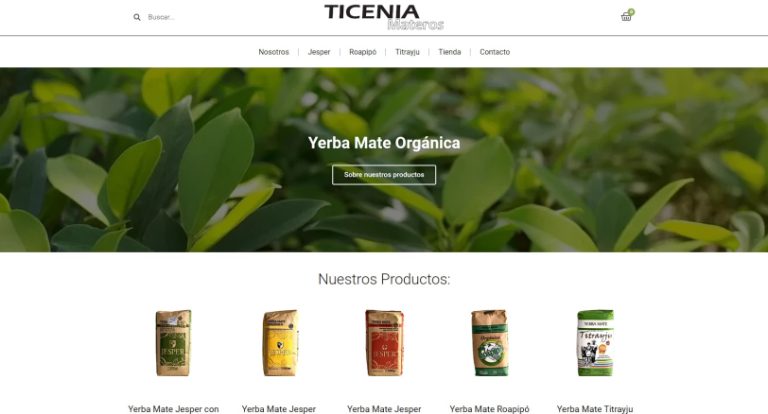 Buscar...
TICENIA
Materos
0
Nosotros
Jesper
Roapipó
Titrayju
Tienda
Contacto
Yerba Mate Orgánica
Sobre nuestros productos
Nuestros Productos:
JESPER
JESPER
Orgánica
YERBA MATE
Titrayju
Yerba Mate Jesper con
Yerba Mate Jesper
Yerba Mate Jesper
Yerba Mate Roapipó
Yerba Mate Titrayju